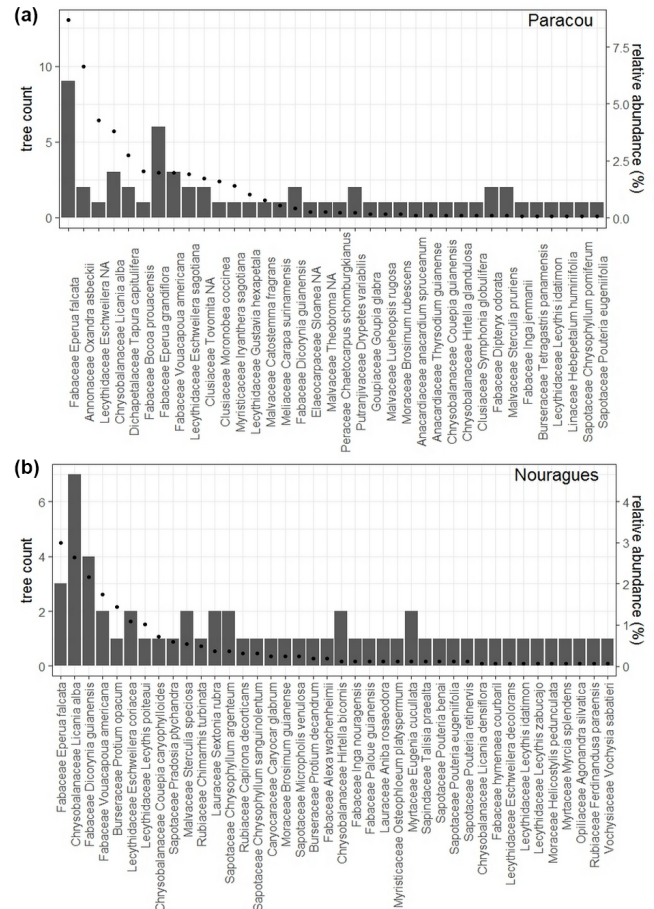 (a)
Paracou
10
5
0
tree count
7.5
5.0
2.5
0.0
relative abundance (%)
Fabaceae Eperua falcata
Annonaceae Oxandra asbeckii
Lecythidaceae Eschweilera NA
Chrysobalanaceae Licania alba
Dichapetalaceae Tapura capitulifera
Fabaceae Bocoa prouacensis
Fabaceae Eperua grandiflora
Fabaceae Vouacapoua americana
Lecythidaceae Eschweilera sagotiana
Clusiaceae Tovomita NA
Clusiaceae Moronobea coccinea
Myristicaceae Iryanthera sagotiana
Lecythidaceae Gustavia hexapetala
Malvaceae Catostemma fragrans
Meliaceae Carapa surinamensis
Fabaceae Dicorynia guianensis
Elaeocarpaceae Sloanea NA
Malvaceae Theobroma NA
Peraceae Chaetocarpus schomburgkianus
Putranjivaceae Drypetes variabilis
Goupiaceae Goupia glabra
Malvaceae Lueheopsis rugosa
Moraceae Brosimum rubescens
Anacardiaceae anacardium spruceanum
Anacardiaceae Thyrsodium guianense
Chrysobalanaceae Couepia guianensis
Chrysobalanaceae Hirtella glandulosa
Clusiaceae Symphonia globulifera
Fabaceae Dipteryx odorata
Malvaceae Sterculia pruriens
Fabaceae Inga jenmanii
Burseraceae Tetragastris panamensis
Lecythidaceae Lecythis idatimon
Linaceae Hebepetalum humiriifolia
Sapotaceae Chrysophyllum pomiferum
Sapotaceae Pouteria eugeniifolia
(b)
Nouragues
6
4
2
0
tree count
4
3
2
1
0
relative abundance (%)
Fabaceae Eperua falcata
Chrysobalanaceae Licania alba
Fabaceae Dicorynia guianensis
Fabaceae Vouacapoua americana
Burseraceae Protium opacum
Lecythidaceae Eschweilera coriacea
Lecythidaceae Lecythis poiteaui
Chrysobalanaceae Couepia caryophylloides
Sapotaceae Pradosia ptychandra
Malvaceae Sterculia speciosa
Rubiaceae Chimarrhis turbinata
Lauraceae Sextonia rubra
Sapotaceae Chrysophyllum argenteum
Rubiaceae Capirona decorticans
Sapotaceae Chrysophyllum sanguinolentum
Caryocaraceae Caryocar glabrum
Moraceae Brosimum guianense
Sapotaceae Micropholis venulosa
Burseraceae Protium decandrum
Fabaceae Alexa wachenheimii
Chrysobalanaceae Hirtella bicornis
Fabaceae Inga nouragensis
Fabaceae Paloue guianensis
Lauraceae Aniba rosaeodora
Myristicaceae Osteophloeum platyspermum
Myrtaceae Eugenia cucullata
Sapindaceae Talisia praealta
Sapotaceae Pouteria benai
Sapotaceae Pouteria eugeniifolia
Sapotaceae Pouteria retinervis
Chrysobalanaceae Licania densiflora
Fabaceae hymenaea courbaril
Lecythidaceae Eschweilera decolorans
Lecythidaceae Lecythis idatimon
Lecythidaceae Lecythis zabucajo
Moraceae Helicostylis pedunculata
Myrtaceae Myrcia splendens
Opiliaceae Agonandra silvatica
Rubiaceae Ferdinandusa paraensis
Vochysiaceae Vochysia sabatieri